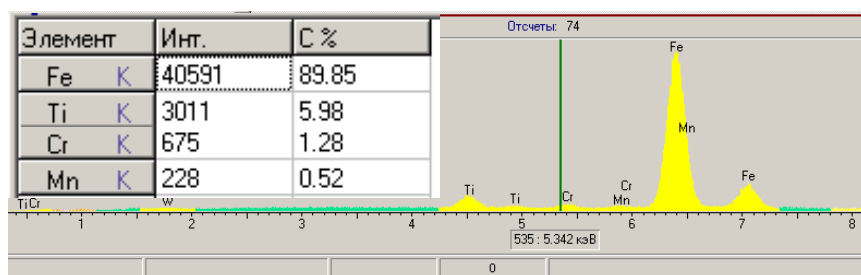 Элемент Инт. C %
Fe K 40591 89.85
Ti K 3011 5.98
Cr K 675 1.28
Mn K 228 0.52
Отсчеты: 74
Fe
Mn
Fe
Ti Ti Cr Cr
Mn
TiCr W
1 2 3 4 5 6 7 8
535 : 5.342 кэВ
0